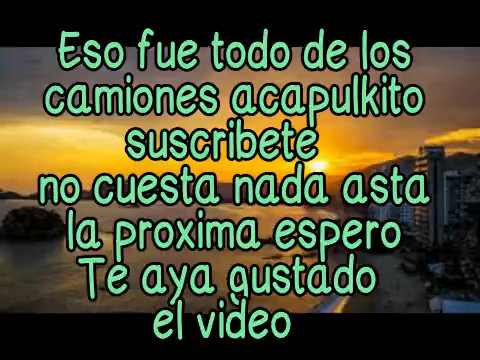 Eso fue todo de los
camiones acapulkito
suscribete
no cuesta nada asta
la proxima espero
Te aya gustado
el video